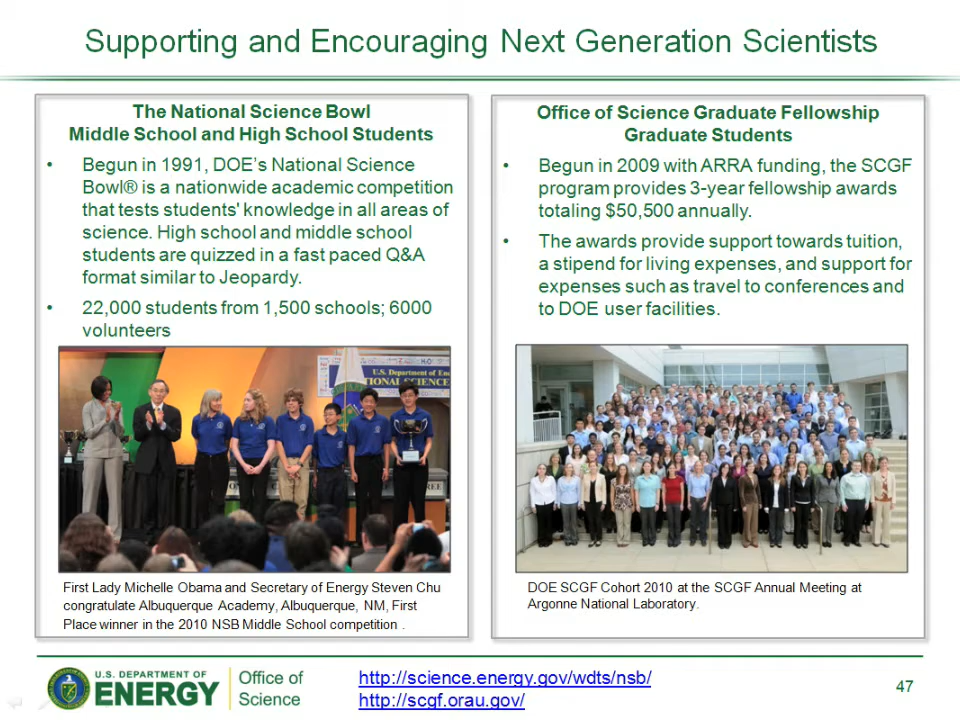 Supporting and Encouraging Next Generation Scientists
The National Science Bowl
Middle School and High School Students
• Begun in 1991, DOE's National Science
Bowl® is a nationwide academic competition
that tests students' knowledge in all areas of
science. High school and middle school
students are quizzed in a fast paced Q&A
format similar to Jeopardy.
• 22,000 students from 1,500 schools; 6000
volunteers
U.S. Department of En
TIONAL SCIENCE
First Lady Michelle Obama and Secretary of Energy Steven Chu
congratulate Albuquerque Academy, Albuquerque, NM, First
Place winner in the 2010 NSB Middle School competition .
Office of Science Graduate Fellowship
Graduate Students
• Begun in 2009 with ARRA funding, the SCGF
program provides 3-year fellowship awards
totaling $50,500 annually.
• The awards provide support towards tuition,
a stipend for living expenses, and support for
expenses such as travel to conferences and
to DOE user facilities.
DOE SCGF Cohort 2010 at the SCGF Annual Meeting at
Argonne National Laboratory.
U.S. DEPARTMENT OF
ENERGY
Office of
Science
http://science.energy.gov/wdts/nsb/
http://scgf.orau.gov/
47